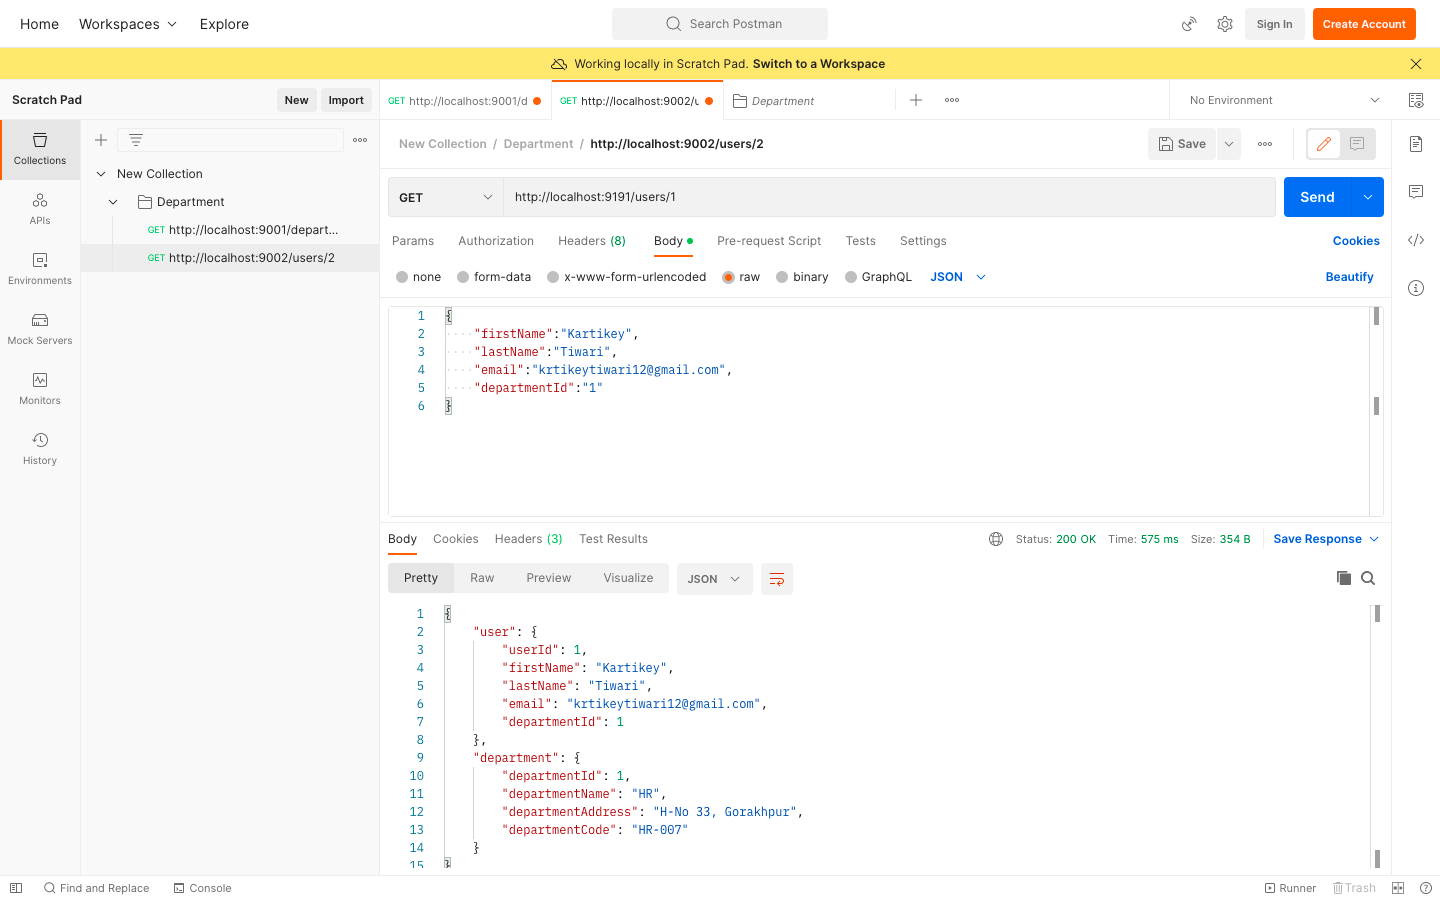 Home Workspaces Explore Search Postman Sign In Create Account
Working locally in Scratch Pad. Switch to a Workspace
Scratch Pad New Import GET http://localhost:9001/d GET http://localhost:9002/u Department No Environment
Collections
APIs
Environments
Mock Servers
Monitors
History
New Collection
Department
GET http://localhost:9001/depart...
GET http://localhost:9002/users/2
New Collection / Department / http://localhost:9002/users/2 Save
GET http://localhost:9191/users/1 Send
Params Authorization Headers (8) Body Pre-request Script Tests Settings Cookies
none form-data x-www-form-urlencoded raw binary GraphQL JSON Beautify
1 {
2 "firstName":"Kartikey",
3 "lastName":"Tiwari",
4 "email":"krtikeytiwari12@gmail.com",
5 "departmentId":"1"
6 }
Body Cookies Headers (3) Test Results Status: 200 OK Time: 575 ms Size: 354 B Save Response
Pretty Raw Preview Visualize JSON
1 {
2 "user": {
3 "userId": 1,
4 "firstName": "Kartikey",
5 "lastName": "Tiwari",
6 "email": "krtikeytiwari12@gmail.com",
7 "departmentId": 1
8 },
9 "department": {
10 "departmentId": 1,
11 "departmentName": "HR",
12 "departmentAddress": "H-No 33, Gorakhpur",
13 "departmentCode": "HR-007"
14 }
15 }
Find and Replace Console Runner Trash